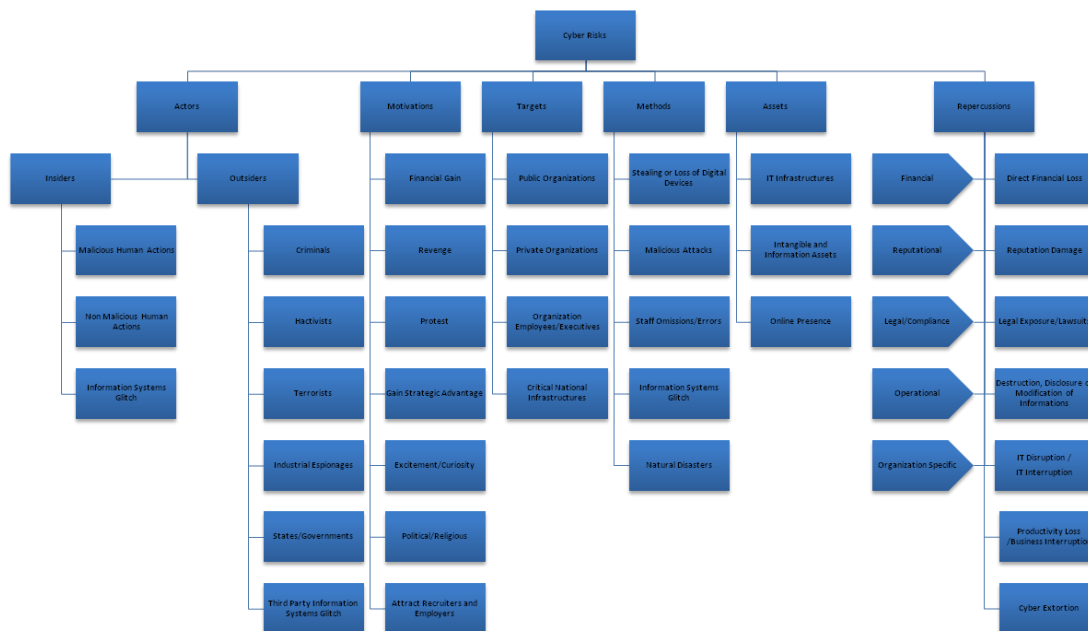 Cyber Risks
Actors
Motivations
Targets
Methods
Assets
Repercussions
Insiders
Outsiders
Financial Gain
Public Organizations
Stealing or Loss of Digital
Devices
IT Infrastructures
Financial
Direct Financial Loss
Malicious Human Actions
Criminals
Revenge
Private Organizations
Malicious Attacks
Intangible and
Information Assets
Reputational
Reputation Damage
Non Malicious Human
Actions
Hactivists
Protest
Organization
Employees/Executives
Staff Omissions/Errors
Online Presence
Legal/Compliance
Legal Exposure/Lawsuits
Information Systems
Glitch
Terrorists
Gain Strategic Advantage
Critical National
Infrastructures
Information Systems
Glitch
Operational
Destruction, Disclosure o
Modification of
Informations
Industrial Espionages
Excitement/Curiosity
Natural Disasters
Organization Specific
IT Disruption /
IT Interruption
States/Governments
Political/Religious
Productivity Loss
/Business Interruption
Third Party Information
Systems Glitch
Attract Recruiters and
Employers
Cyber Extortion